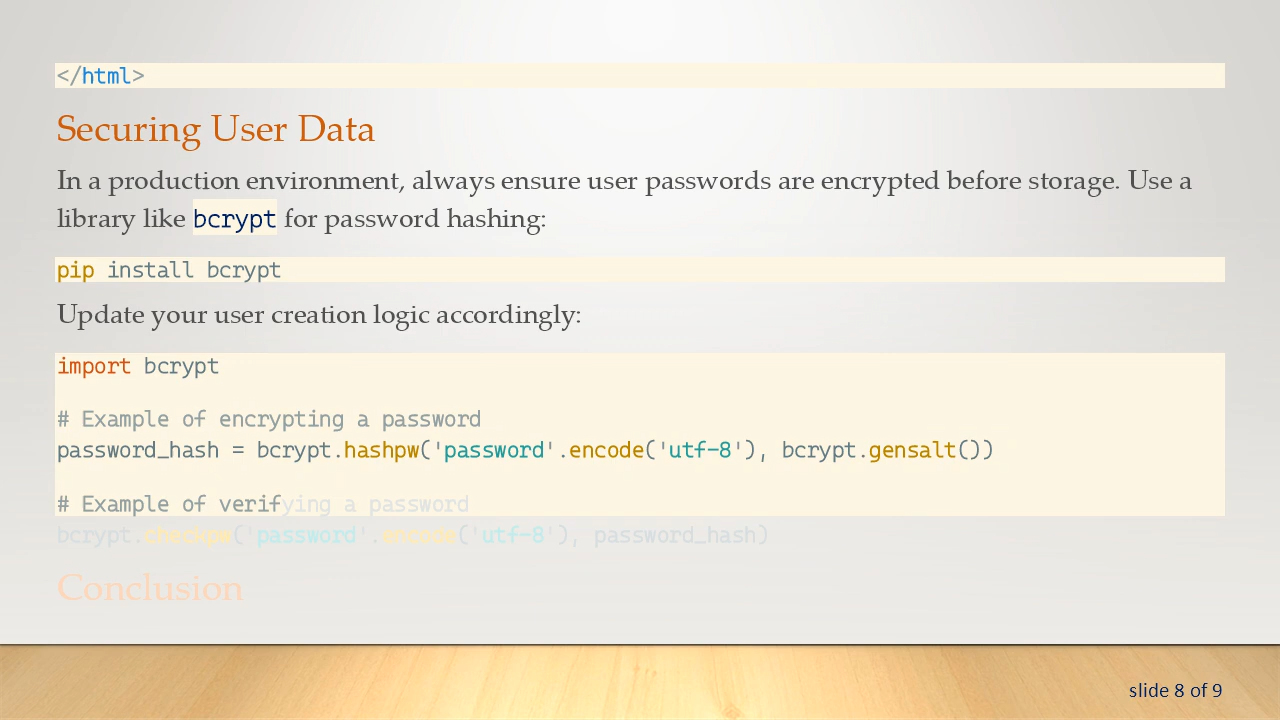 </html>
Securing User Data
In a production environment, always ensure user passwords are encrypted before storage. Use a
library like bcrypt for password hashing:
pip install bcrypt
Update your user creation logic accordingly:
import bcrypt
# Example of encrypting a password
password_hash = bcrypt.hashpw('password'.encode('utf-8'), bcrypt.gensalt())
# Example of verifying a password
bcrypt.checkpw('password'.encode('utf-8'), password_hash)
Conclusion
slide 8 of 9